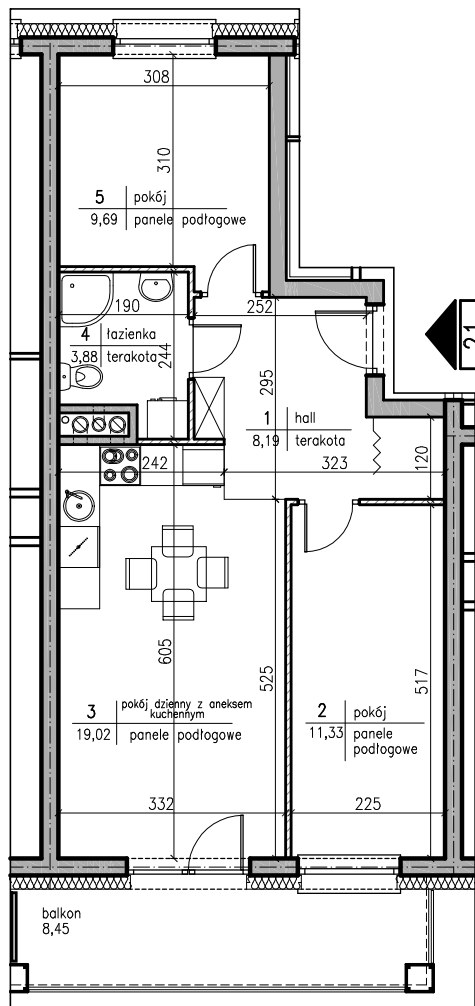 308
310
5 pokój
9,69 panele podłogowe
190
252
4 łazienka
3,88 terakota
244
21
295
1 hall
8,19 terakota
242
323
120
605
525
517
3 pokój dzienny z aneksem
kuchennym
19,02 panele podłogowe
2 pokój
11,33 panele
podłogowe
332
225
balkon
8,45